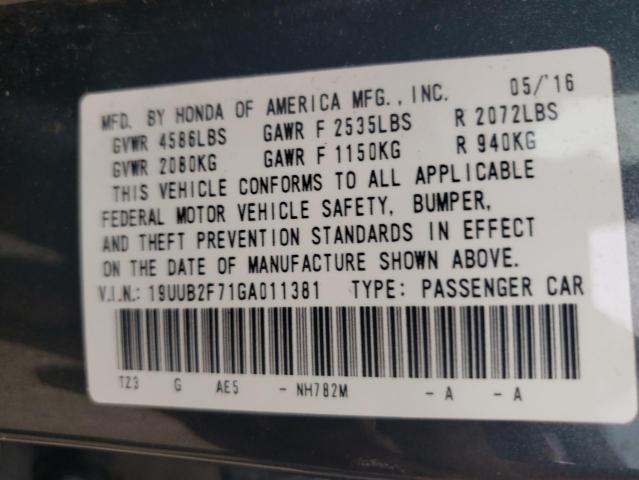 MFD. BY HONDA OF AMERICA MFG., INC. 05/'16
GVWR 4586LBS GAWR F 2535LBS R 2072LBS
GVWR 2080KG GAWR F 1150KG R 940KG
THIS VEHICLE CONFORMS TO ALL APPLICABLE
FEDERAL MOTOR VEHICLE SAFETY, BUMPER,
AND THEFT PREVENTION STANDARDS IN EFFECT
ON THE DATE OF MANUFACTURE SHOWN ABOVE.
V.I.N.: 19UUB2F71GA011381 TYPE: PASSENGER CAR
TZ3 G AE5 - NH782M - A - A